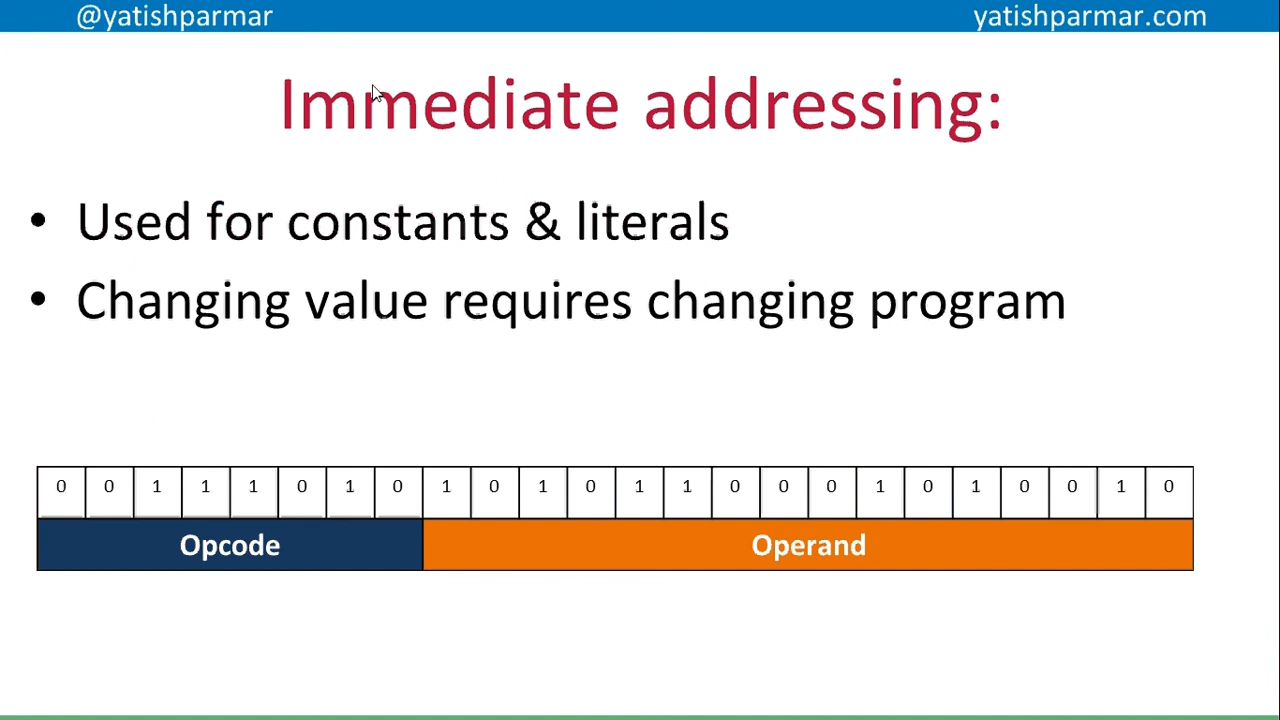 @yatishparmar yatishparmar.com
Immediate addressing:
• Used for constants & literals
• Changing value requires changing program
0 0 1 1 1 0 1 0 1 0 1 0 1 1 0 0 0 1 0 1 0 0 1 0
Opcode Operand